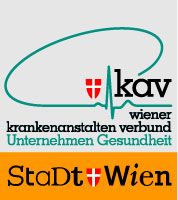 kav
wiener
krankenanstalten verbund
Unternehmen Gesundheit
StaDt Wien